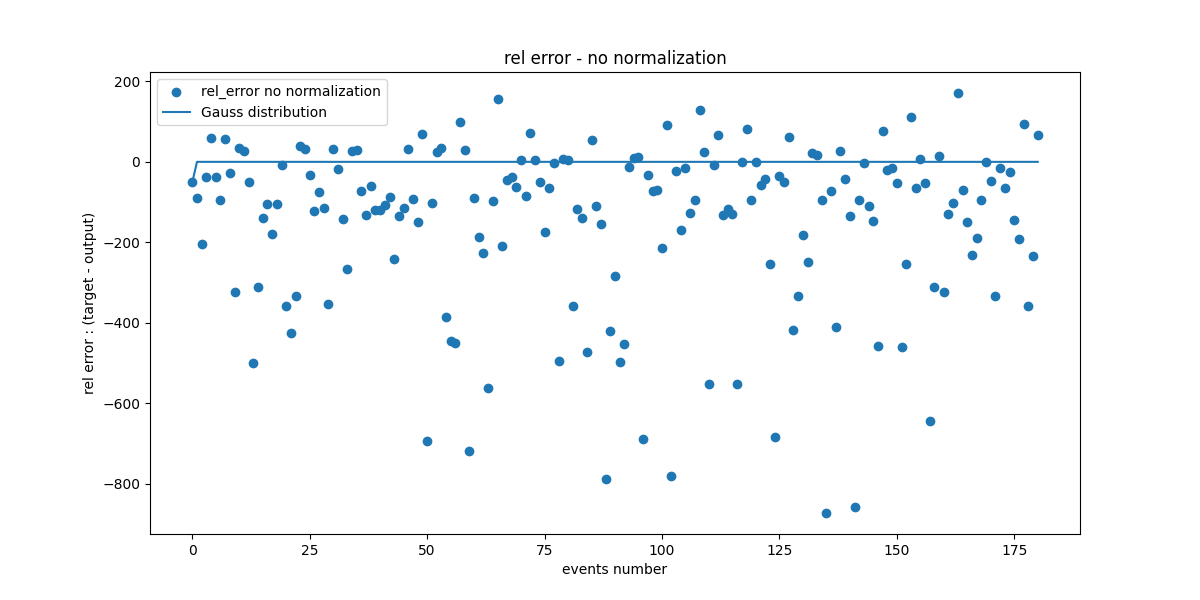 rel error - no normalization
rel_error no normalization
Gauss distribution
200
0
−200
−400
−600
−800
rel error : (target - output)
0 25 50 75 100 125 150 175
events number